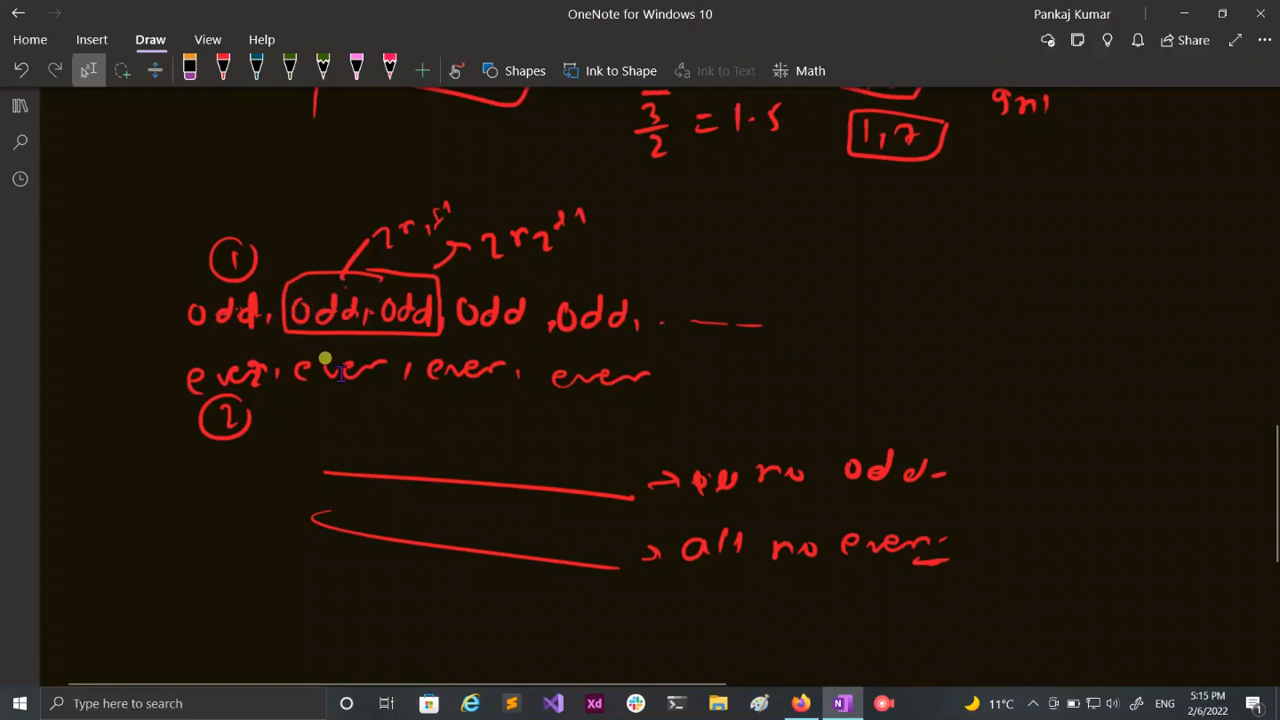 OneNote for Windows 10
Pankaj Kumar
Home Insert Draw View Help
Share
Shapes Ink to Shape Ink to Text Math
3/2 = 1.5
1, 7
1
odd, odd, odd, odd, odd, . — —
even, even, even, even
2
→ no odd
→ all no even
Type here to search
11°C
ENG
5:15 PM
2/6/2022